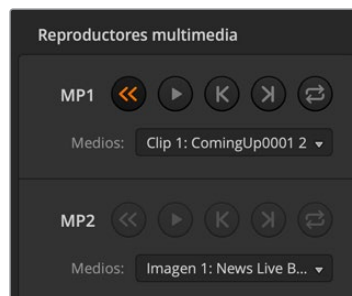 Reproductores multimedia
MP1
Medios: Clip 1: ComingUp0001 2
MP2
Medios: Imagen 1: News Live B...